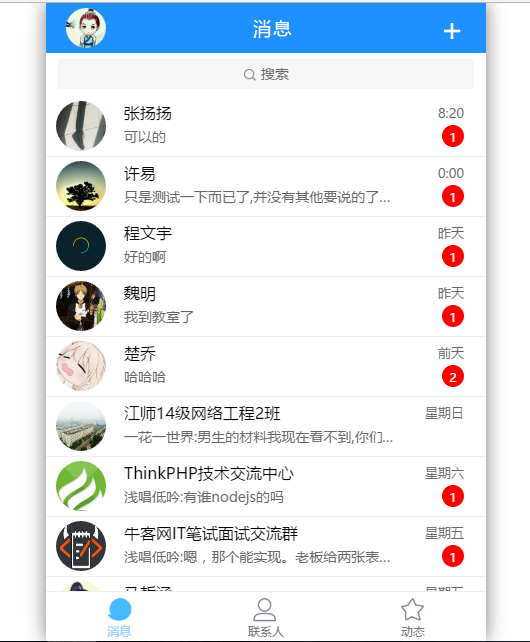 消息
搜索
张扬扬 8:20
可以的 1
许易 0:00
只是测试一下而已了,并没有其他要说的了... 1
程文宇 昨天
好的啊 1
魏明 昨天
我到教室了 1
楚乔 前天
哈哈哈 2
江师14级网络工程2班 星期日
一花一世界:男生的材料我现在看不到,你们...
ThinkPHP技术交流中心 星期六
浅唱低吟:有谁nodejs的吗 1
牛客网IT笔试面试交流群 星期五
浅唱低吟:嗯，那个能实现。老板给两张表... 1
星期五
消息 联系人 动态